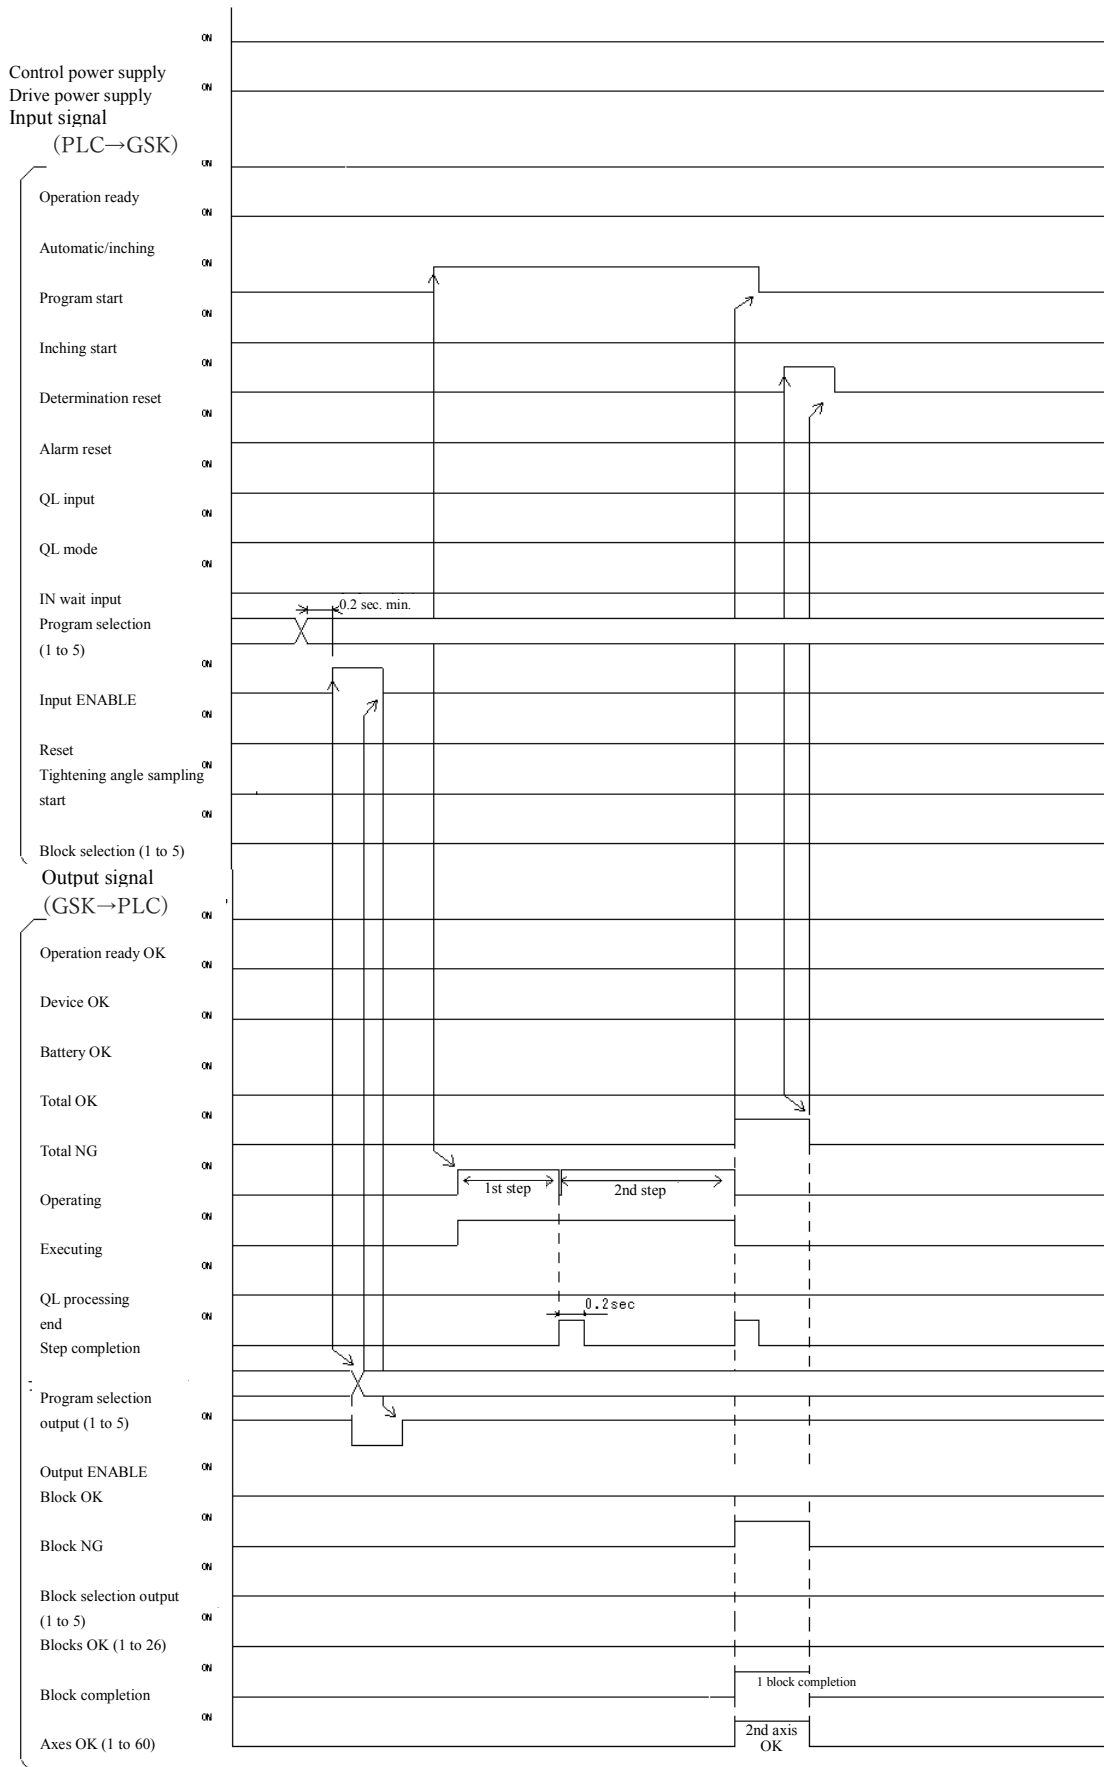 ON
Control power supply
ON
Drive power supply
Input signal
(PLC→GSK)
ON
Operation ready
ON
Automatic/inching
ON
Program start
ON
Inching start
ON
Determination reset
ON
Alarm reset
ON
QL input
ON
QL mode
ON
IN wait input
0.2 sec. min.
Program selection
(1 to 5)
ON
Input ENABLE
ON
Reset
ON
Tightening angle sampling
start
ON
Block selection (1 to 5)
Output signal
(GSK→PLC)
ON
Operation ready OK
ON
Device OK
ON
Battery OK
ON
Total OK
ON
Total NG
ON
1st step
2nd step
Operating
ON
Executing
ON
QL processing
end
0.2sec
ON
Step completion
Program selection
output (1 to 5)
ON
Output ENABLE
ON
Block OK
ON
Block NG
ON
Block selection output
(1 to 5)
ON
Blocks OK (1 to 26)
ON
1 block completion
Block completion
ON
2nd axis
OK
Axes OK (1 to 60)